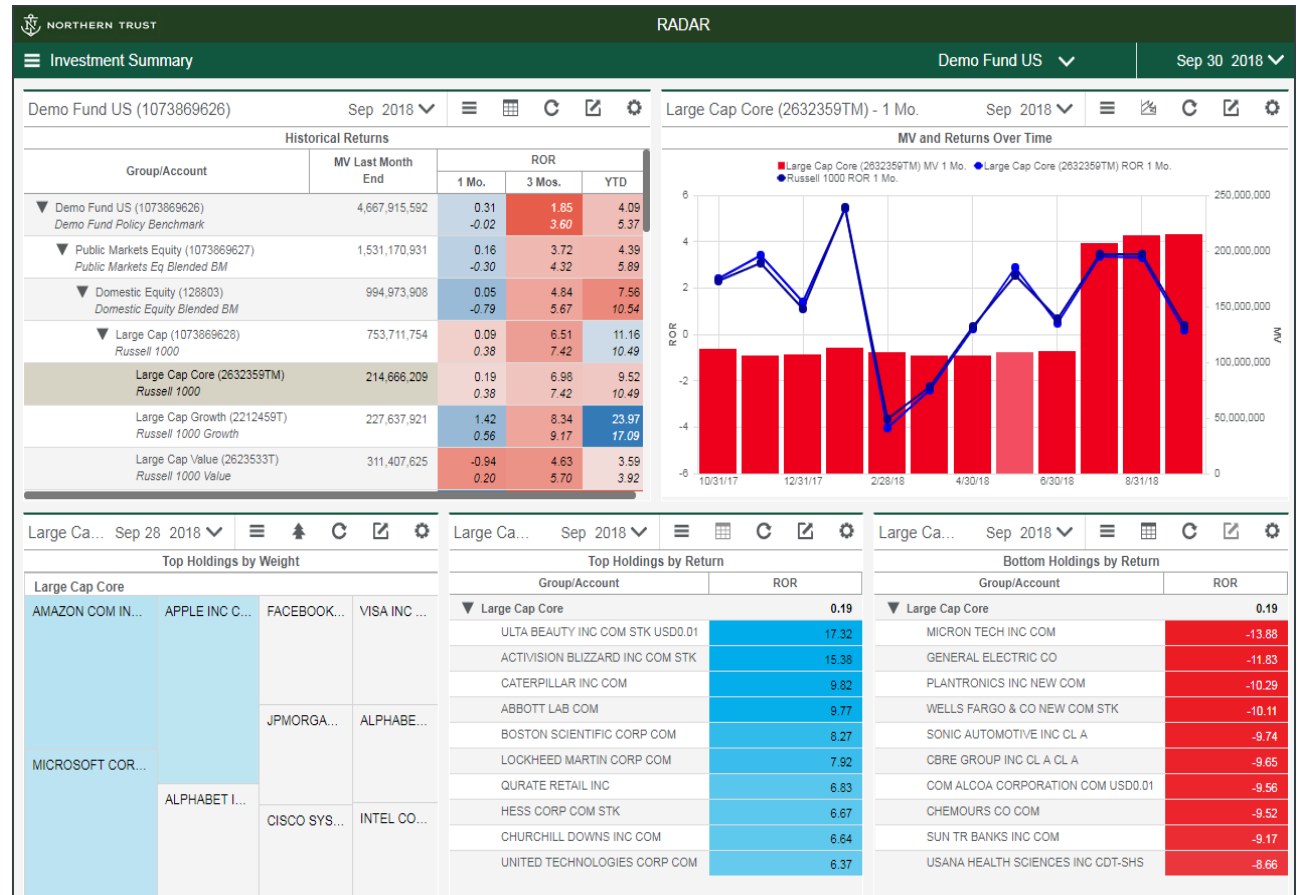 NORTHERN TRUST
RADAR
Investment Summary
Demo Fund US
Sep 30 2018
Demo Fund US (1073869626) Sep 2018
Historical Returns
Group/Account MV Last Month End ROR
1 Mo. 3 Mos. YTD
Demo Fund US (1073869626) 4,667,915,592 0.31 1.85 4.09
Demo Fund Policy Benchmark -0.02 3.60 5.37
Public Markets Equity (1073869627) 1,531,170,931 0.16 3.72 4.39
Public Markets Eq Blended BM -0.30 4.32 5.89
Domestic Equity (128803) 994,973,908 0.05 4.84 7.56
Domestic Equity Blended BM -0.79 5.67 10.54
Large Cap (1073869628) 753,711,754 0.09 6.51 11.16
Russell 1000 0.38 7.42 10.49
Large Cap Core (2632359TM) 214,666,209 0.19 6.98 9.52
Russell 1000 0.38 7.42 10.49
Large Cap Growth (2212459T) 227,637,921 1.42 8.34 23.97
Russell 1000 Growth 0.56 9.17 17.09
Large Cap Value (2623533T) 311,407,625 -0.94 4.63 3.59
Russell 1000 Value 0.20 5.70 3.92
Large Cap Core (2632359TM) - 1 Mo. Sep 2018
MV and Returns Over Time
Large Cap Core (2632359TM) MV 1 Mo. Large Cap Core (2632359TM) ROR 1 Mo.
Russell 1000 ROR 1 Mo.
6 250,000,000
4 200,000,000
2 150,000,000
0
-2 100,000,000
-4 50,000,000
-6 0
ROR
MV
10/31/17 12/31/17 2/28/18 4/30/18 6/30/18 8/31/18
Large Ca... Sep 28 2018
Top Holdings by Weight
Large Cap Core
AMAZON COM IN... APPLE INC C... FACEBOOK... VISA INC ...
JPMORGA... ALPHABE...
MICROSOFT COR...
ALPHABET I...
CISCO SYS... INTEL CO...
Large Ca... Sep 2018
Top Holdings by Return
Group/Account ROR
Large Cap Core 0.19
ULTA BEAUTY INC COM STK USD0.01 17.32
ACTIVISION BLIZZARD INC COM STK 15.38
CATERPILLAR INC COM 9.82
ABBOTT LAB COM 9.77
BOSTON SCIENTIFIC CORP COM 8.27
LOCKHEED MARTIN CORP COM 7.92
QURATE RETAIL INC 6.83
HESS CORP COM STK 6.67
CHURCHILL DOWNS INC COM 6.64
UNITED TECHNOLOGIES CORP COM 6.37
Large Ca... Sep 2018
Bottom Holdings by Return
Group/Account ROR
Large Cap Core 0.19
MICRON TECH INC COM -13.88
GENERAL ELECTRIC CO -11.83
PLANTRONICS INC NEW COM -10.29
WELLS FARGO & CO NEW COM STK -10.11
SONIC AUTOMOTIVE INC CL A -9.74
CBRE GROUP INC CL A CL A -9.65
COM ALCOA CORPORATION COM USD0.01 -9.56
CHEMOURS CO COM -9.52
SUN TR BANKS INC COM -9.17
USANA HEALTH SCIENCES INC CDT-SHS -8.66